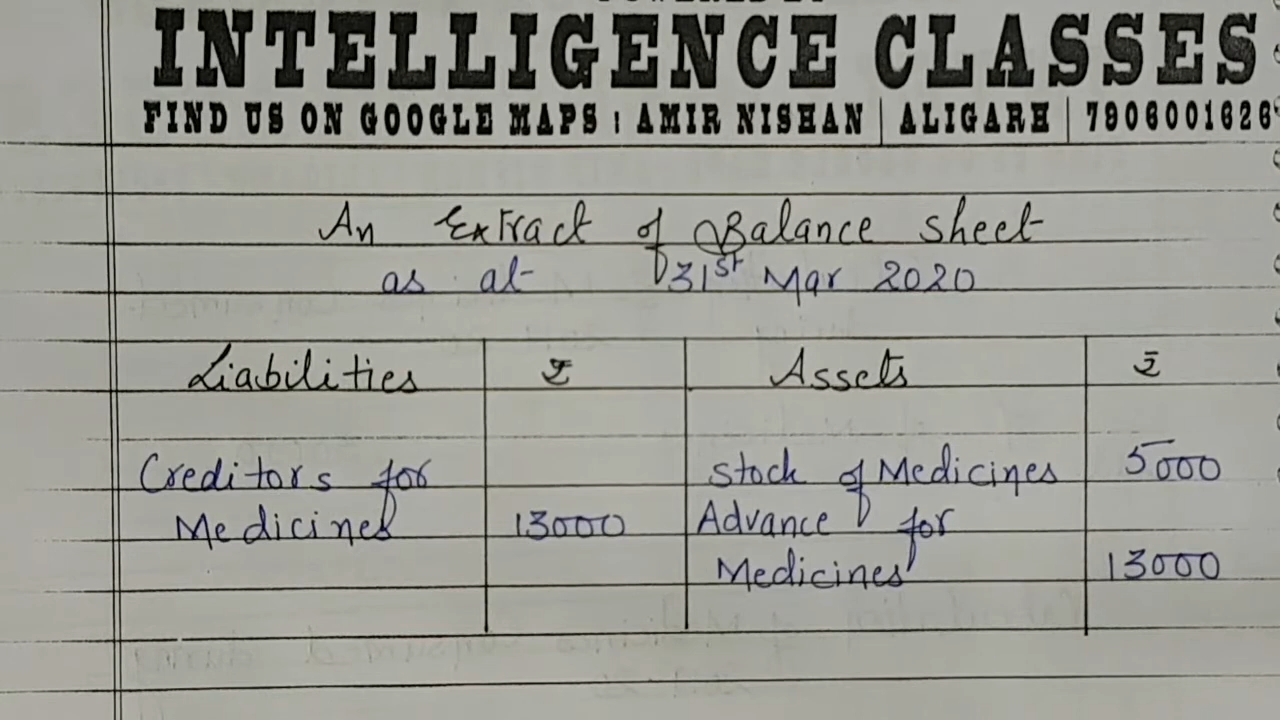 INTELLIGENCE CLASSES
FIND US ON GOOGLE MAPS : AMIR NISHAN | ALIGARH | 7906001626
An Extract of Balance sheet
as at 31st Mar 2020
Liabilities ₹ Assets ₹
Creditors for stock of Medicines 5000
Medicines 13000 Advance for
Medicines 13000